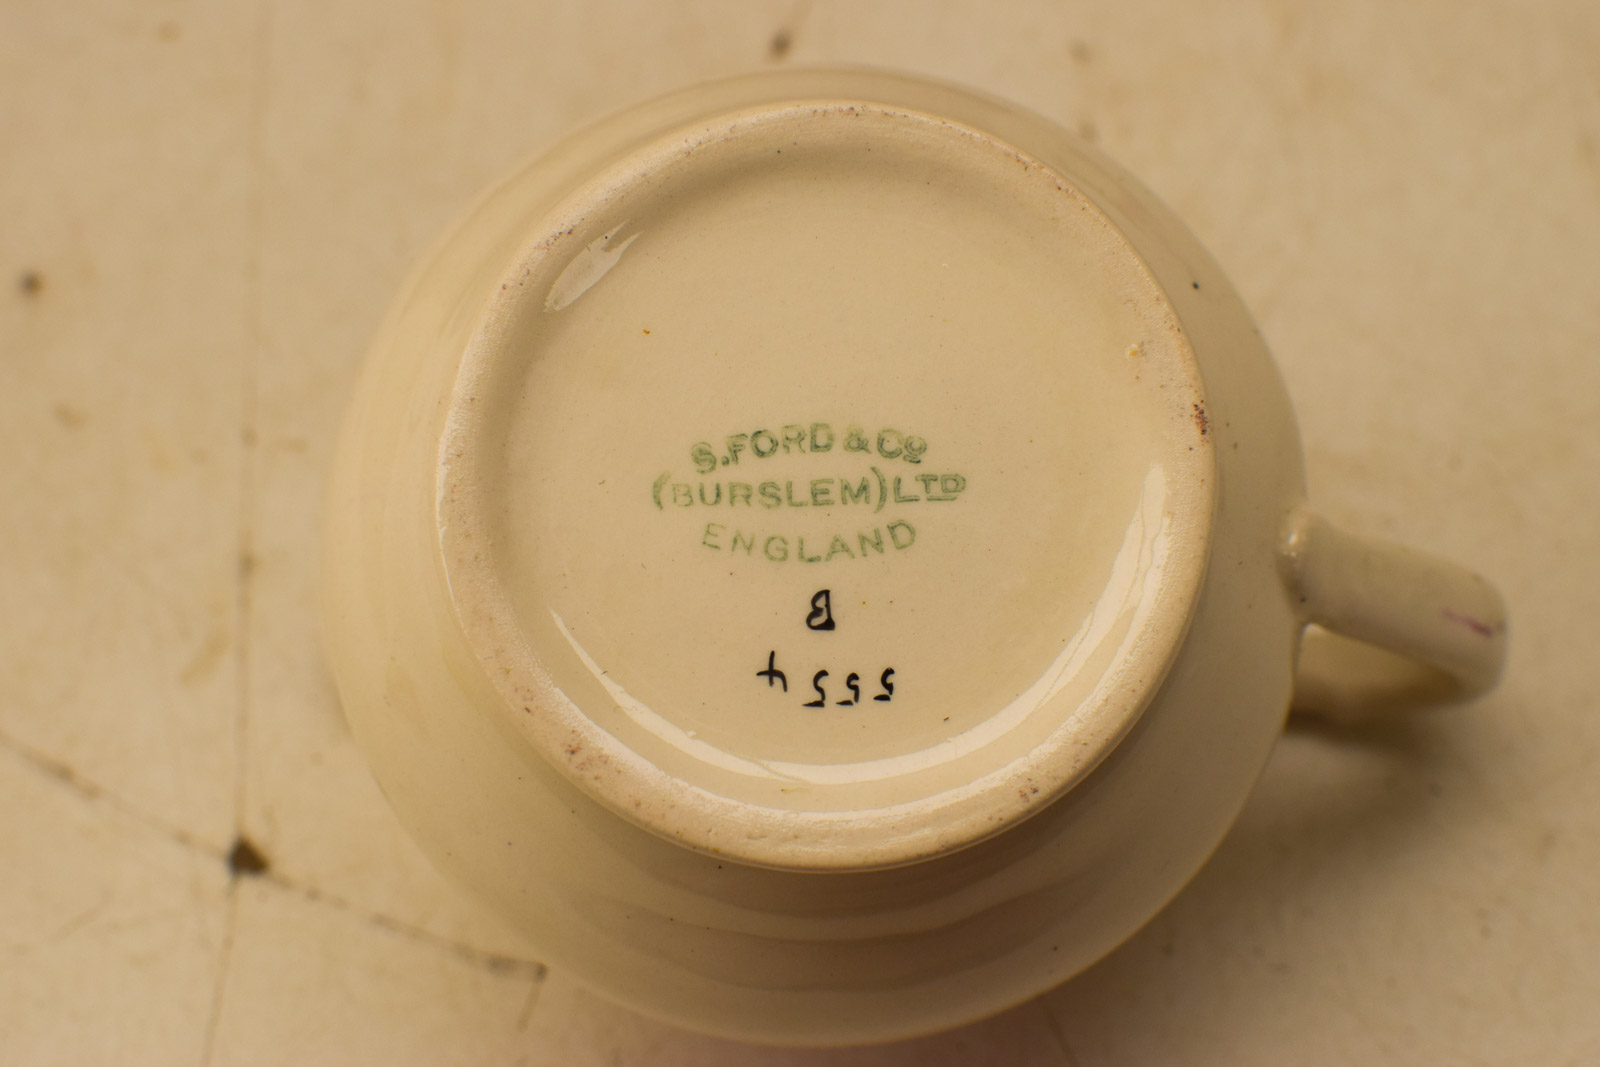 S.FORD & Co
(BURSLEM) LTD
ENGLAND
5554
B